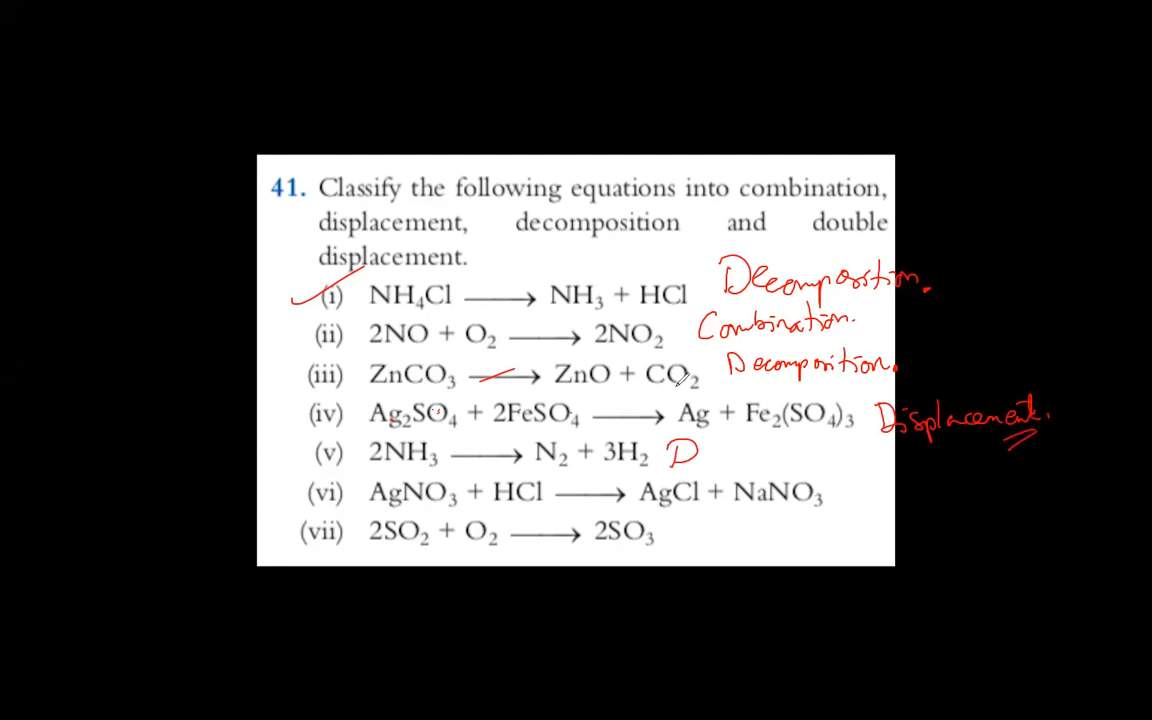 41. Classify the following equations into combination,
displacement, decomposition and double
displacement.
(i) NH₄Cl ⟶ NH₃ + HCl Decomposition.
(ii) 2NO + O₂ ⟶ 2NO₂ Combination.
(iii) ZnCO₃ ⟶ ZnO + CO₂ Decomposition.
(iv) Ag₂SO₄ + 2FeSO₄ ⟶ Ag + Fe₂(SO₄)₃ Displacement.
(v) 2NH₃ ⟶ N₂ + 3H₂ D
(vi) AgNO₃ + HCl ⟶ AgCl + NaNO₃
(vii) 2SO₂ + O₂ ⟶ 2SO₃